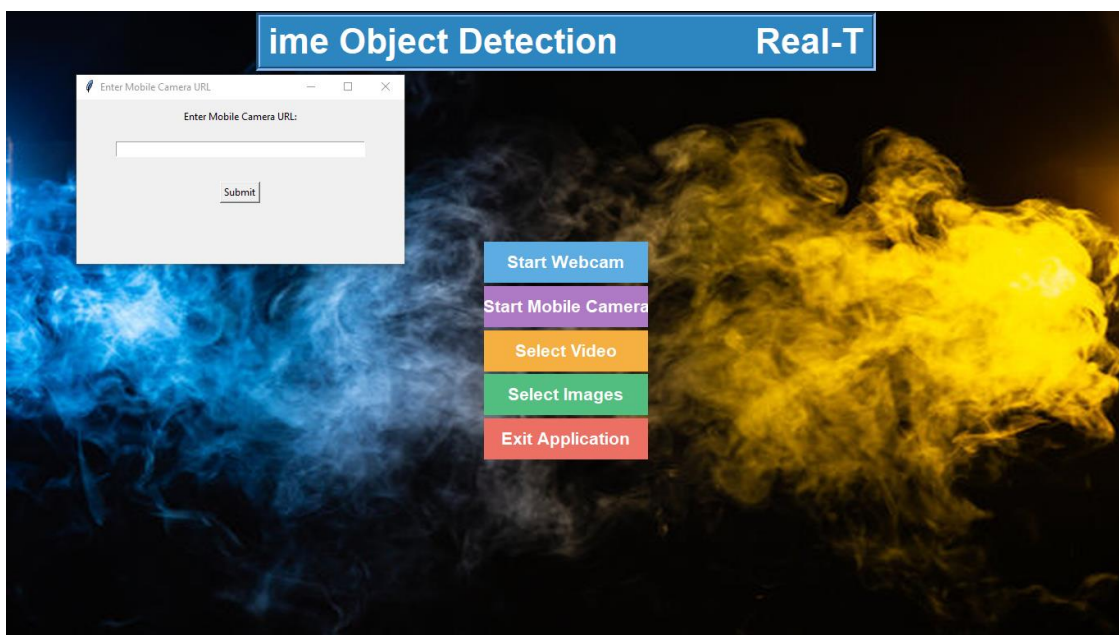 ime Object Detection Real-T
Enter Mobile Camera URL
Enter Mobile Camera URL:
Submit
Start Webcam
Start Mobile Camera
Select Video
Select Images
Exit Application